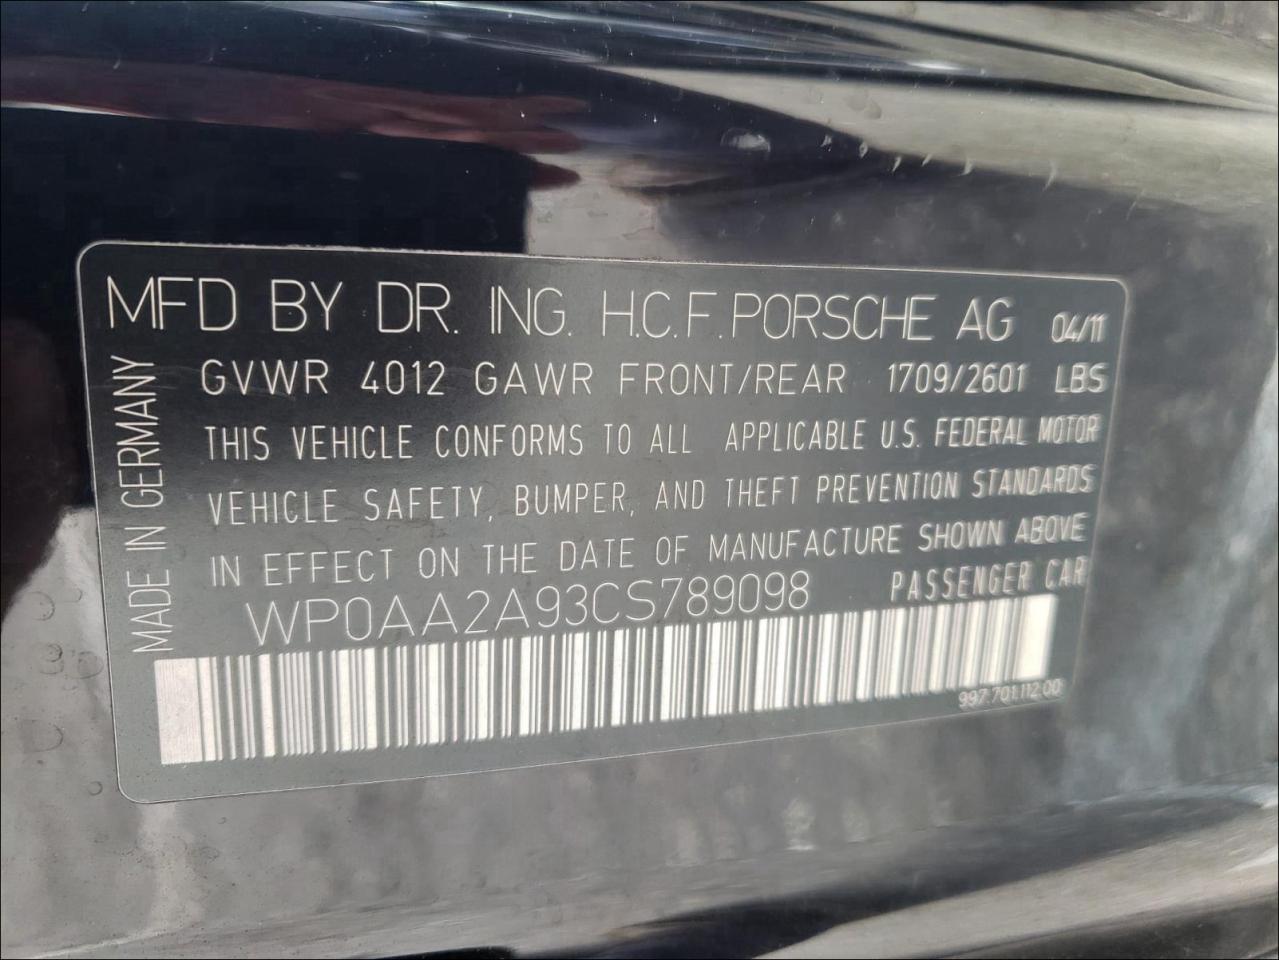 MFD BY DR. ING. H.C.F. PORSCHE AG 04/11
GVWR 4012 GAWR FRONT/REAR 1709/2601 LBS
THIS VEHICLE CONFORMS TO ALL APPLICABLE U.S. FEDERAL MOTOR
VEHICLE SAFETY, BUMPER, AND THEFT PREVENTION STANDARDS
IN EFFECT ON THE DATE OF MANUFACTURE SHOWN ABOVE
WP0AA2A93CS789098 PASSENGER CAR
997.701.112.00
MADE IN GERMANY